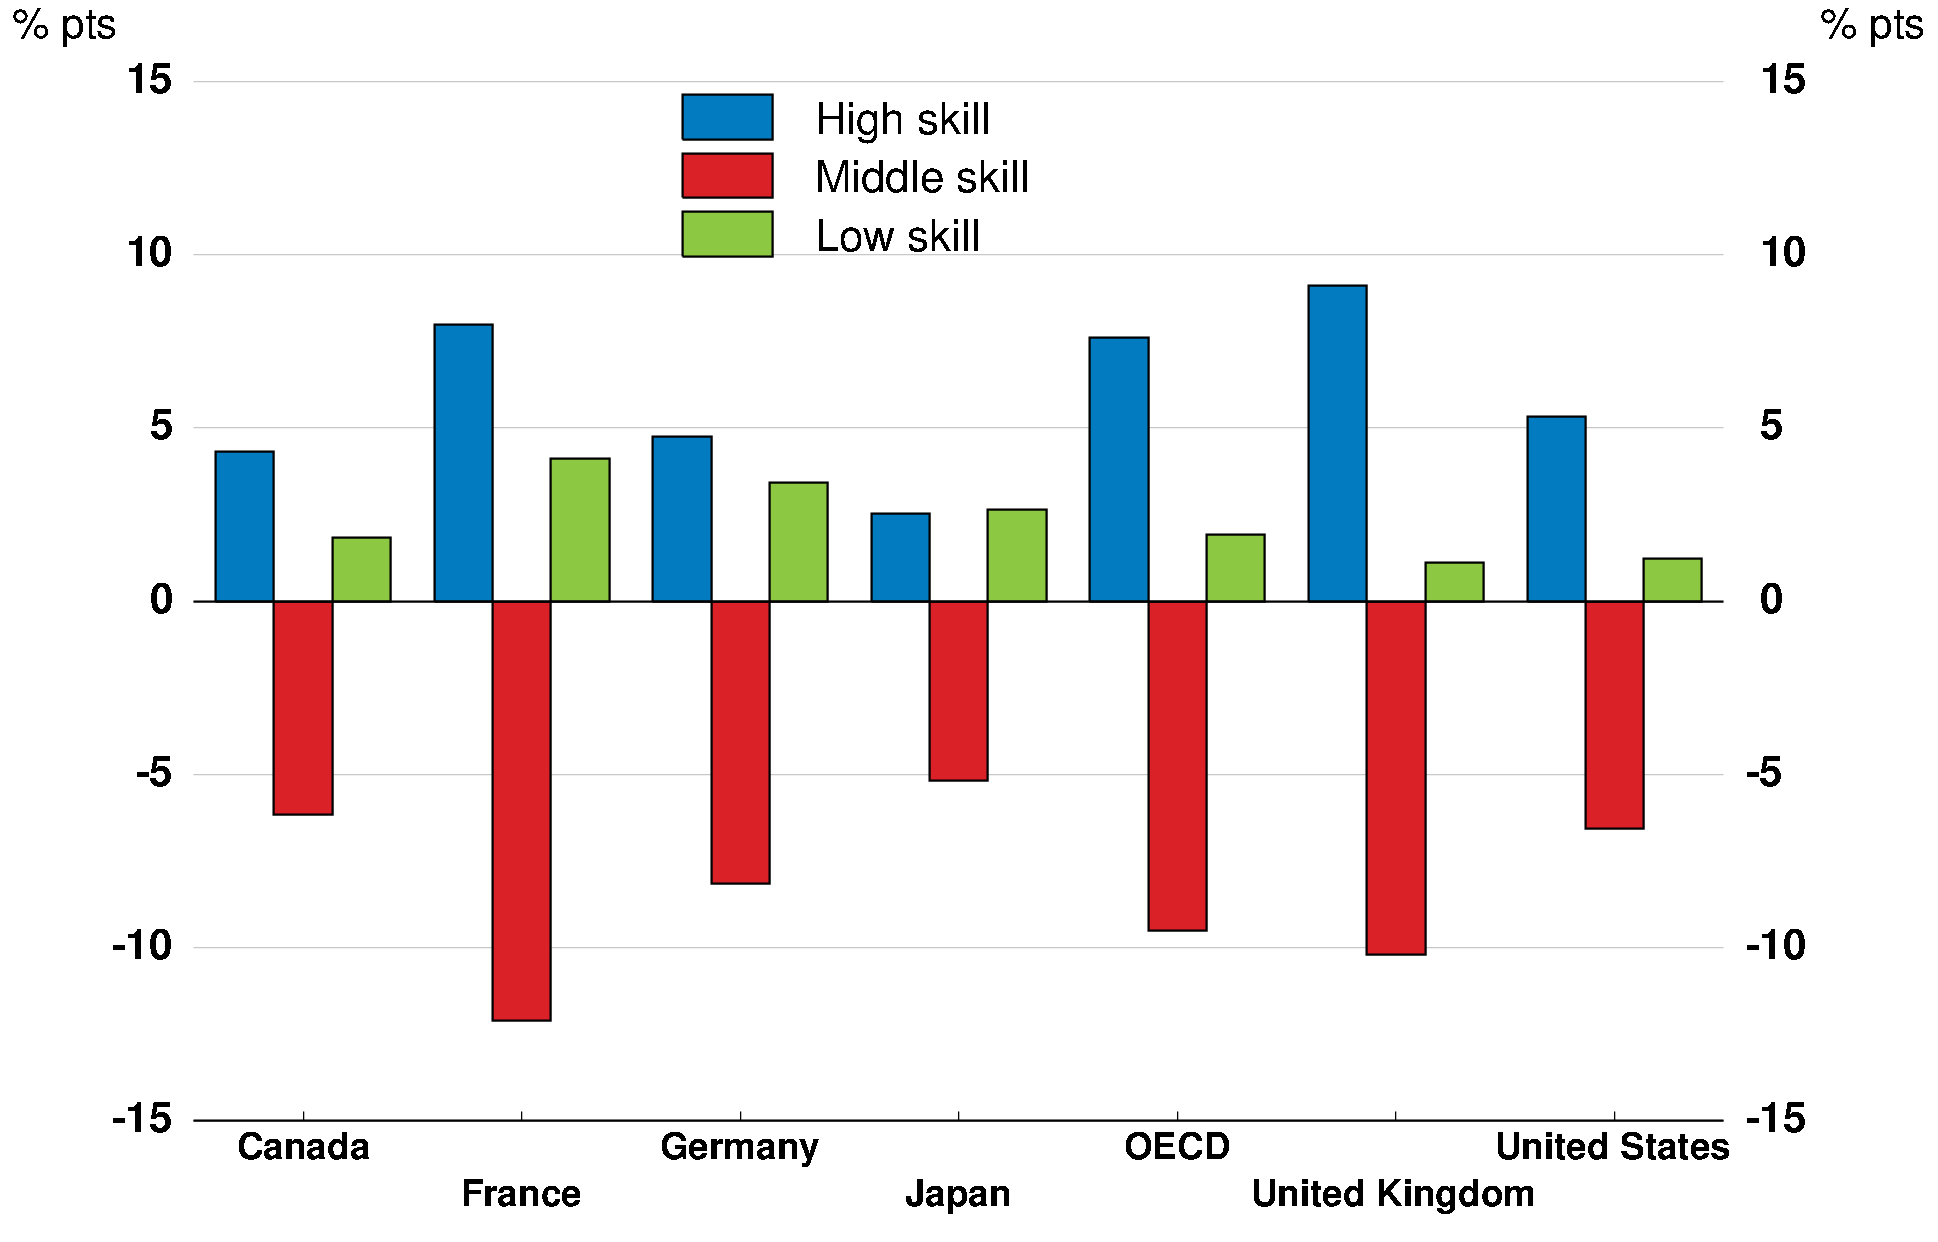 % pts % pts
15 15
High skill
Middle skill
Low skill
10 10
5 5
0 0
-5 -5
-10 -10
-15 -15
Canada Germany OECD United States
France Japan United Kingdom